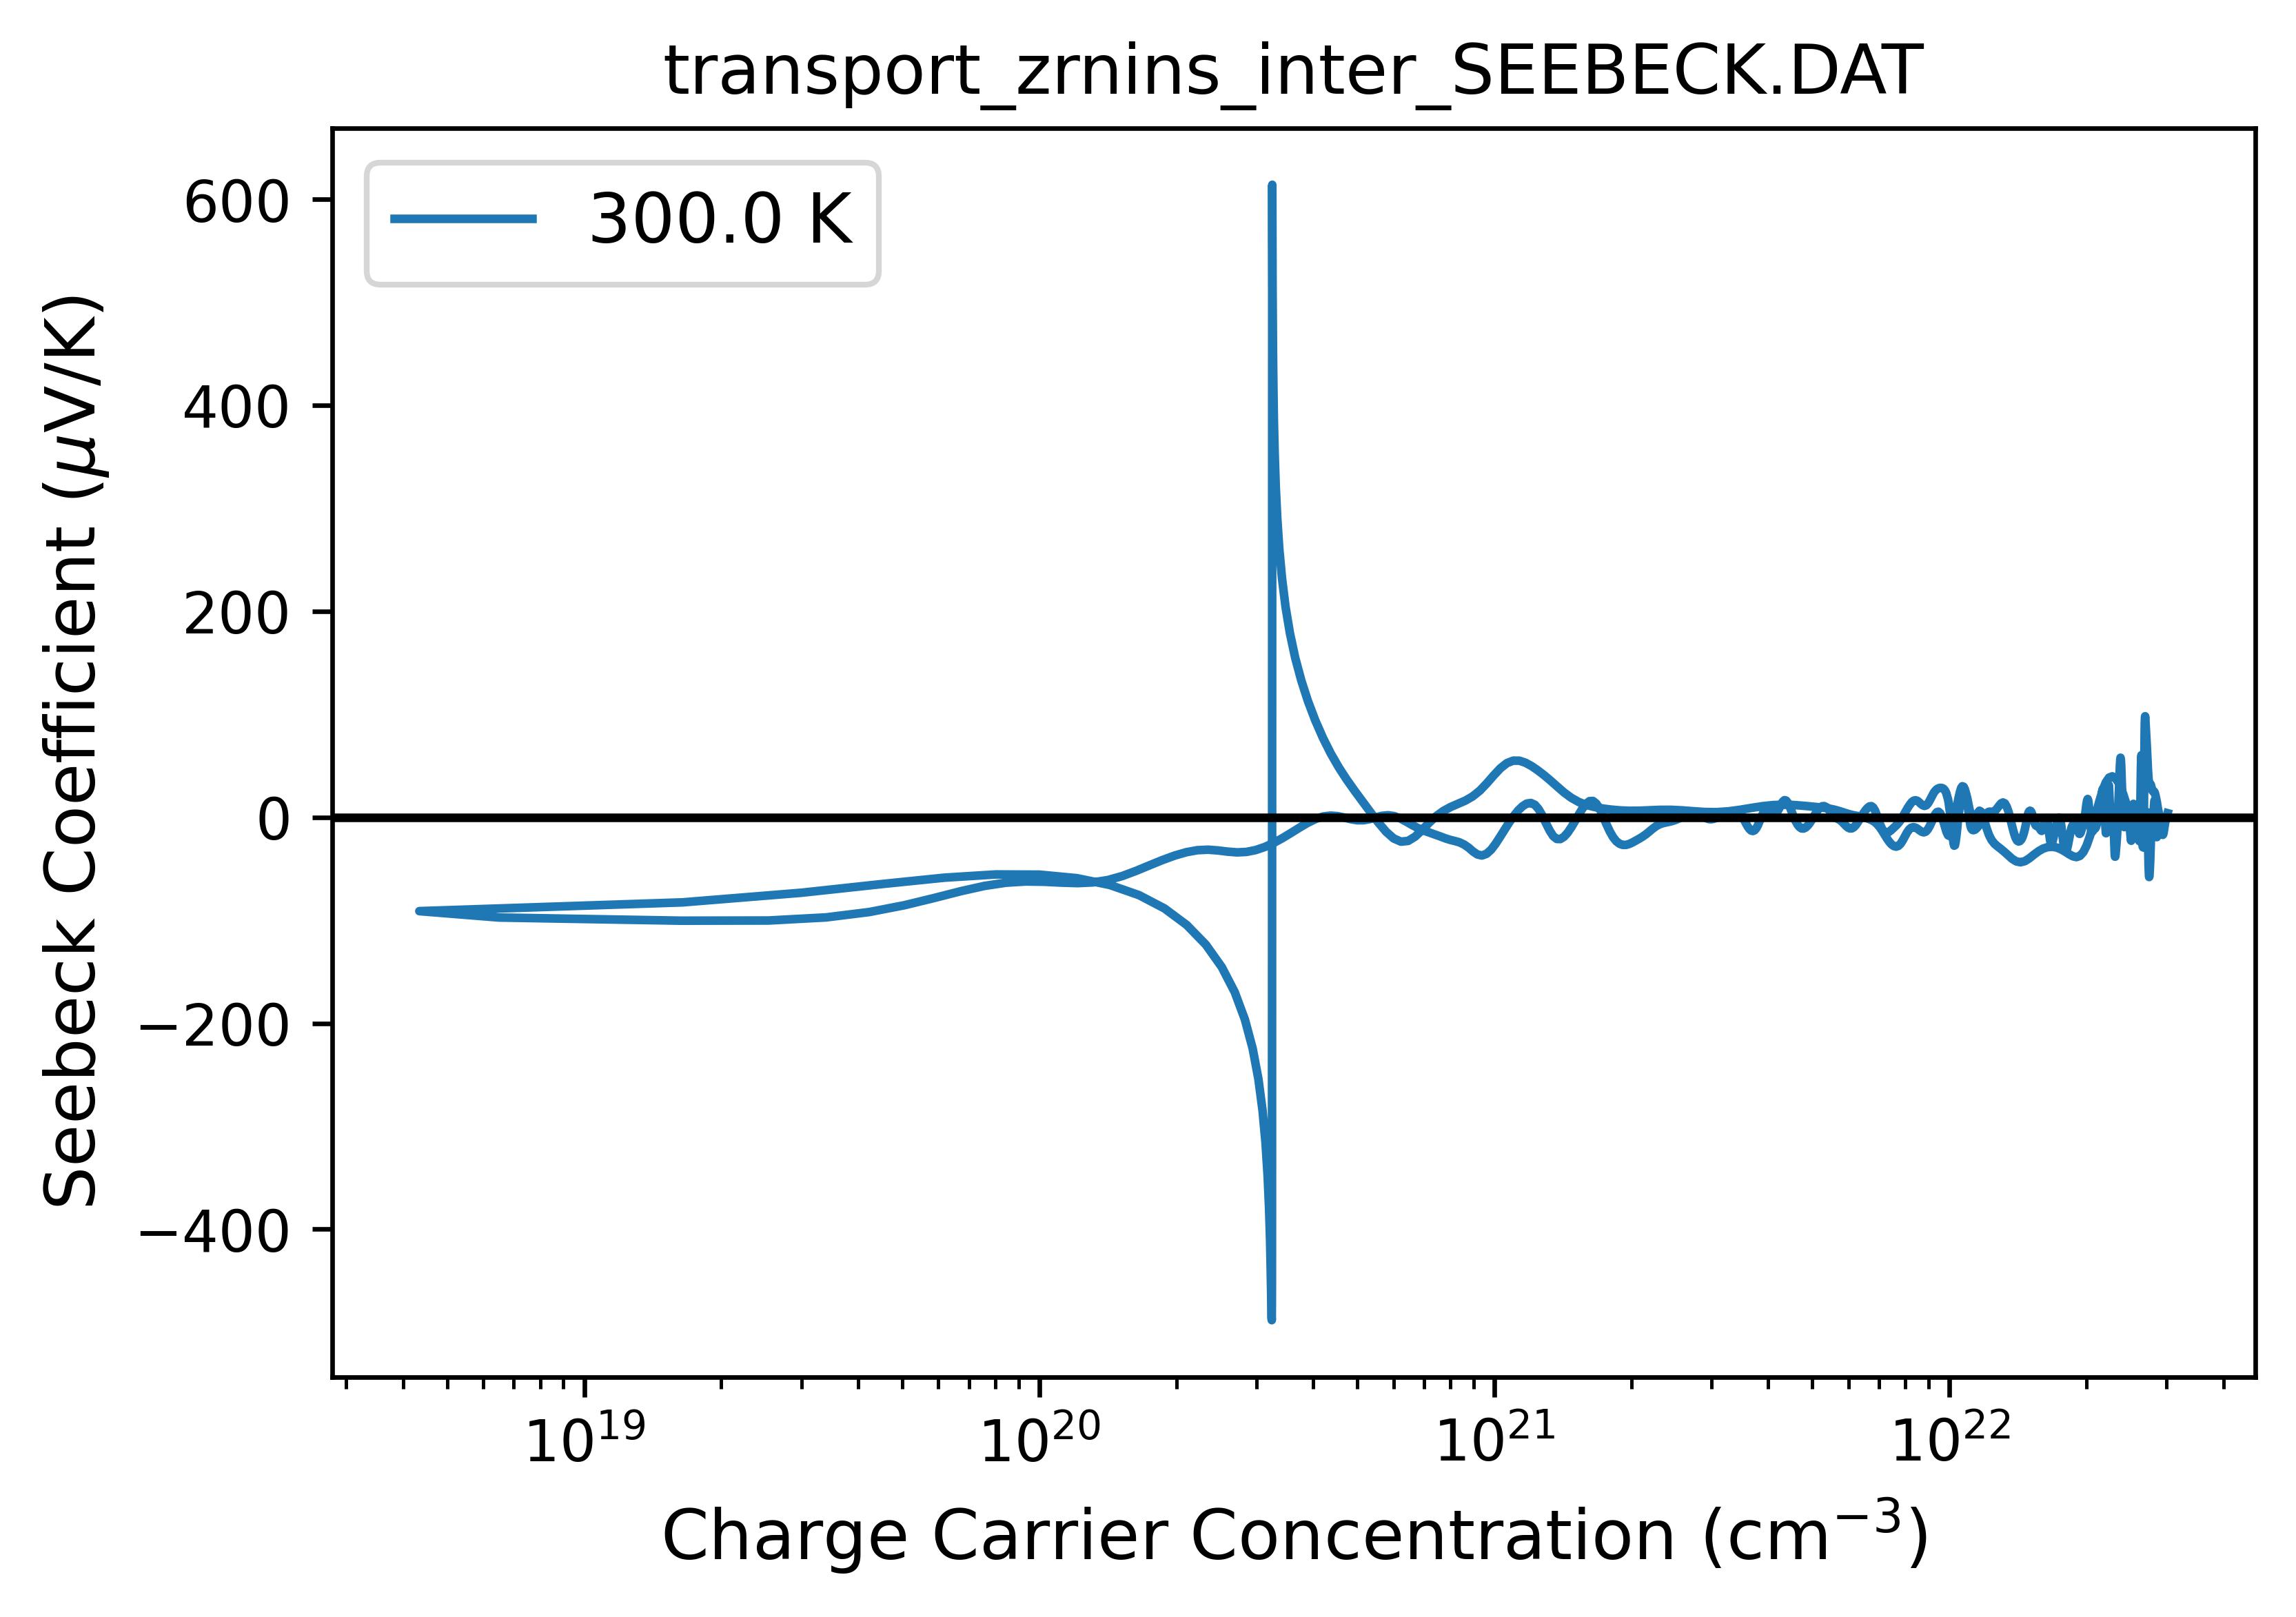 transport_zrnins_inter_SEEBECK.DAT
300.0 K
Seebeck Coefficient (μV/K)
600
400
200
0
−200
−400
10¹⁹
10²⁰
10²¹
10²²
Charge Carrier Concentration (cm⁻³)